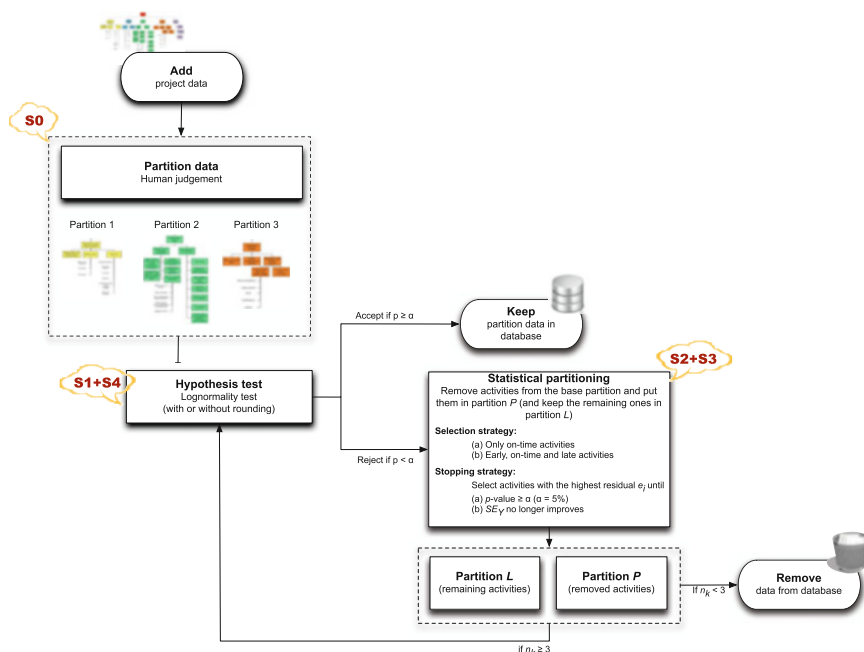 Add
project data
S0
Partition data
Human judgement
Partition 1
Partition 2
Partition 3
Accept if p ≥ α
Keep
partition data in
database
S1+S4
Hypothesis test
Lognormality test
(with or without rounding)
Reject if p < α
S2+S3
Statistical partitioning
Remove activities from the base partition and put
them in partition P (and keep the remaining ones in
partition L)
Selection strategy:
(a) Only on-time activities
(b) Early, on-time and late activities
Stopping strategy:
Select activities with the highest residual ei until
(a) p-value ≥ α (α = 5%)
(b) SEY no longer improves
Partition L
(remaining activities)
Partition P
(removed activities)
If nk < 3
Remove
data from database
if nk ≥ 3